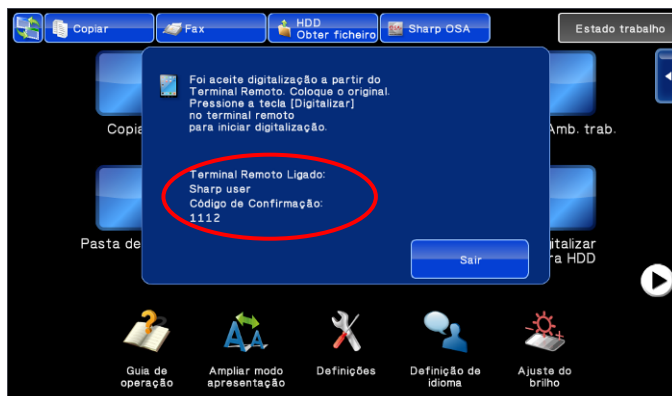 Copiar
Fax
HDD
Obter ficheiro
Sharp OSA
Estado trabalho
Foi aceite digitalização a partir do
Terminal Remoto. Coloque o original.
Pressione a tecla [Digitalizar]
no terminal remoto
para iniciar digitalização.
Terminal Remoto Ligado:
Sharp user
Código de Confirmação:
1112
Sair
Amb. trab.
Pasta de
ra HDD
Guia de
operação
Ampliar modo
apresentação
Definições
Definição de
idioma
Ajuste do
brilho